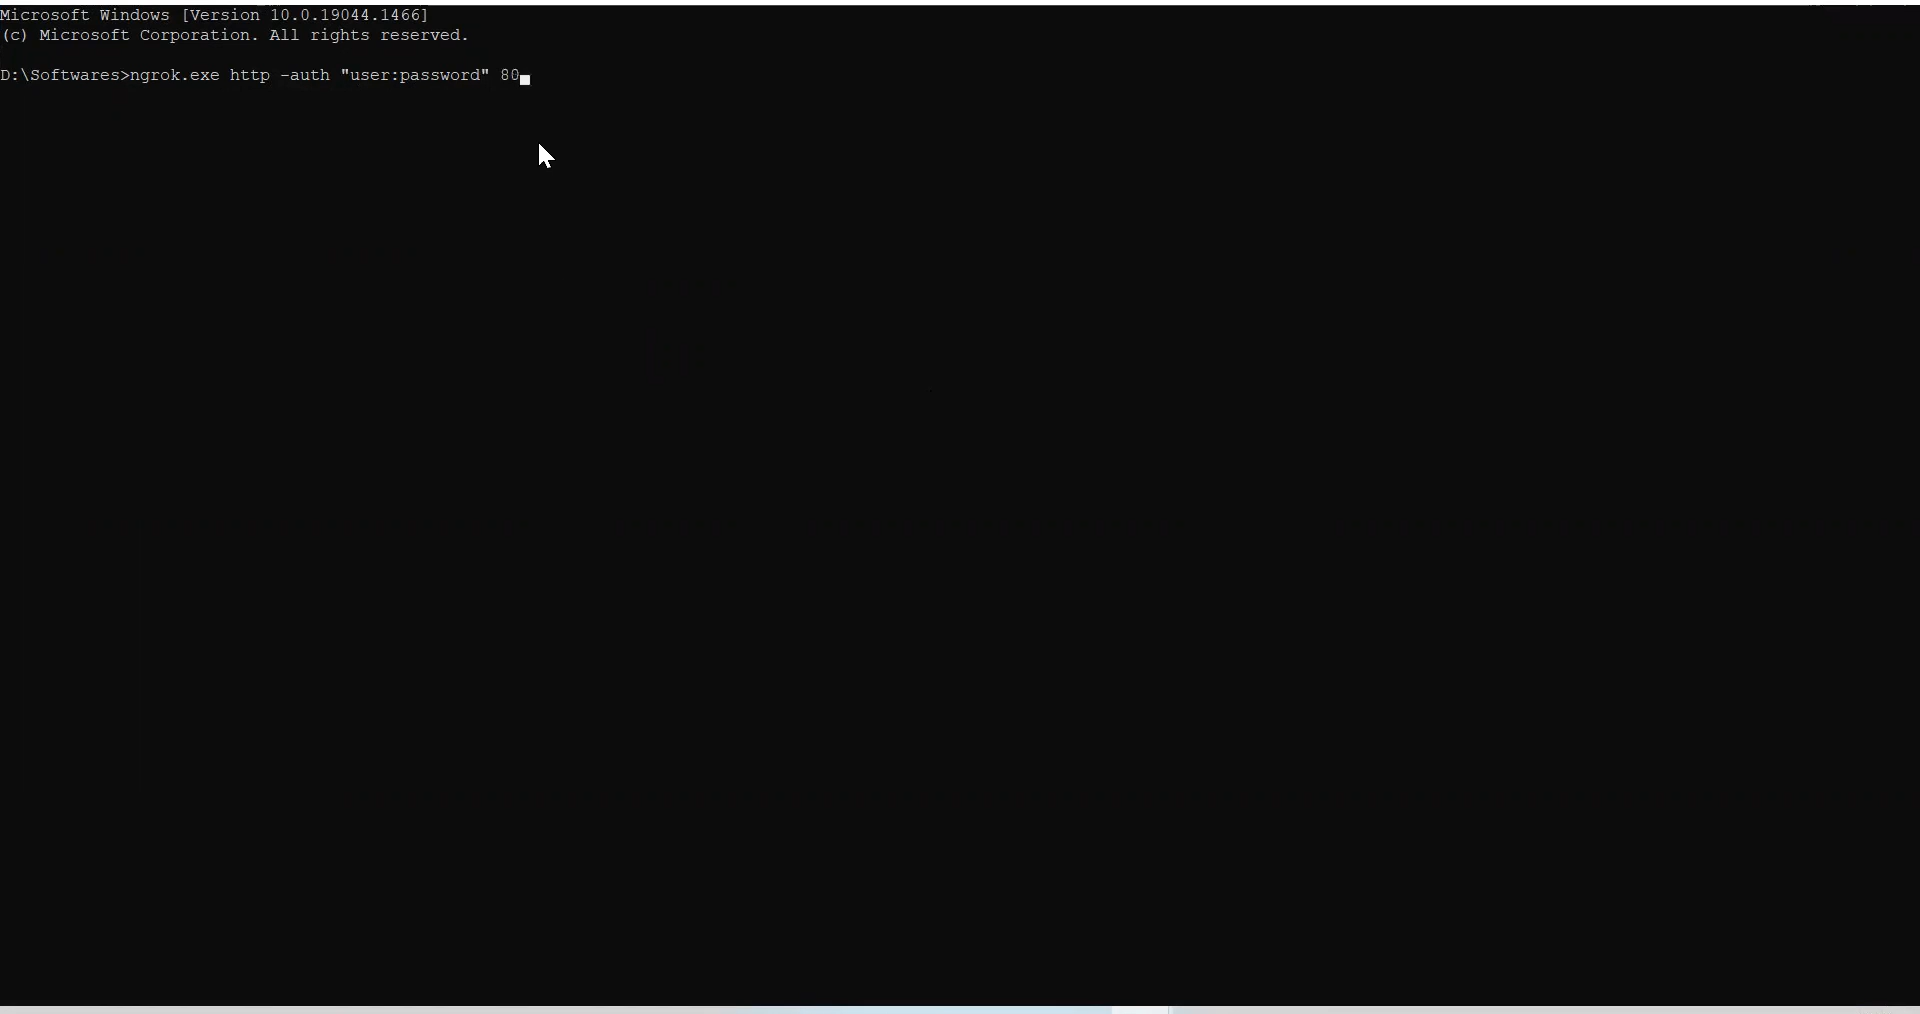 Microsoft Windows [Version 10.0.19044.1466]
(c) Microsoft Corporation. All rights reserved.
D:\Softwares>ngrok.exe http -auth "user:password" 80